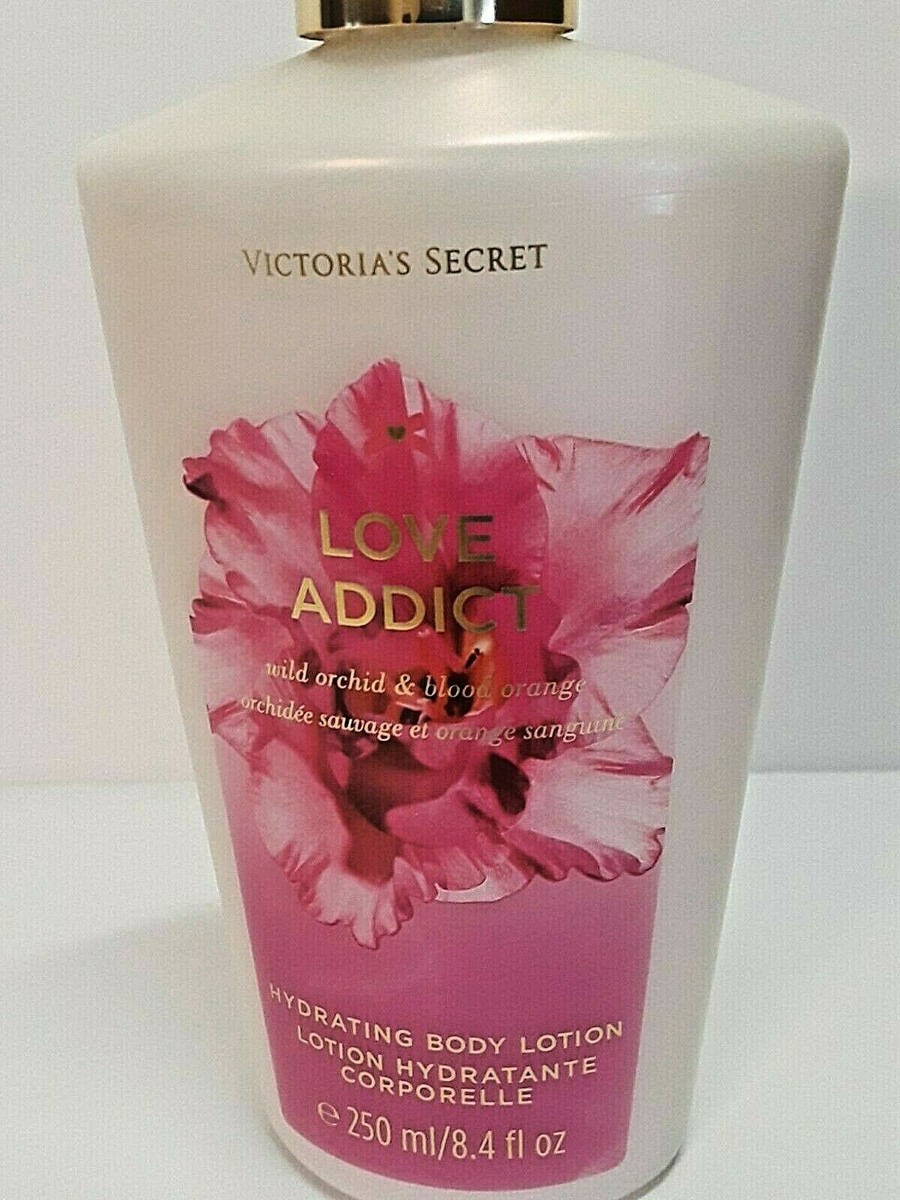 VICTORIA'S SECRET
LOVE
ADDICT
wild orchid & blood orange
orchidée sauvage et orange sanguine
HYDRATING BODY LOTION
LOTION HYDRATANTE
CORPORELLE
℮ 250 ml/8.4 fl oz